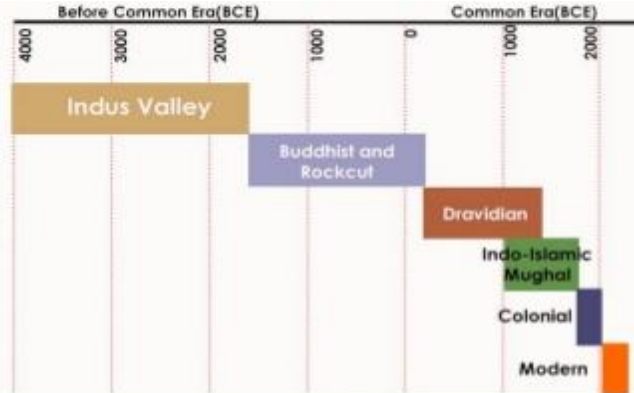 Before Common Era(BCE)
Common Era(BCE)
4000
3000
2000
1000
0
1000
2000
Indus Valley
Buddhist and
Rockcut
Dravidian
Indo-Islamic
Mughal
Colonial
Modern